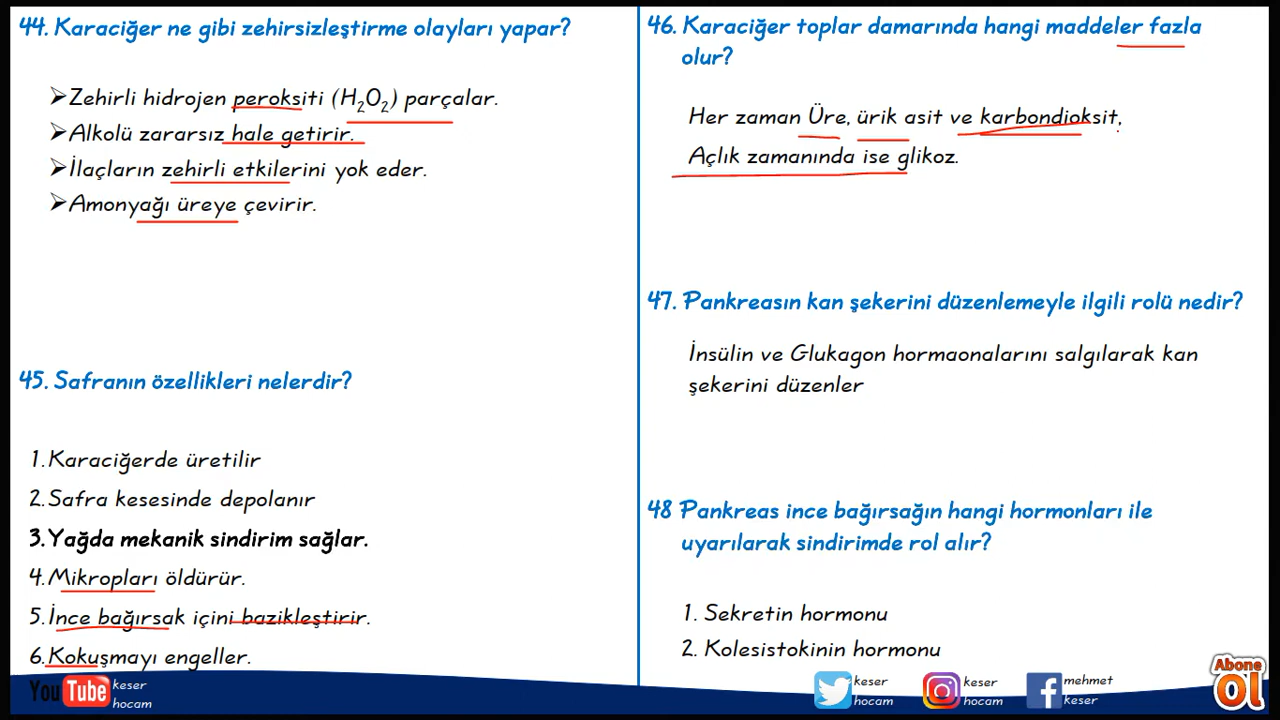 44. Karaciğer ne gibi zehirsizleştirme olayları yapar?
➢Zehirli hidrojen peroksiti (H₂O₂) parçalar.
➢Alkolü zararsız hale getirir.
➢İlaçların zehirli etkilerini yok eder.
➢Amonyağı üreye çevirir.
45. Safranın özellikleri nelerdir?
1.Karaciğerde üretilir
2.Safra kesesinde depolanır
3.Yağda mekanik sindirim sağlar.
4.Mikropları öldürür.
5.İnce bağırsak içini bazikleştirir.
6.Kokuşmayı engeller.
46. Karaciğer toplar damarında hangi maddeler fazla
olur?
Her zaman Üre, ürik asit ve karbondioksit,
Açlık zamanında ise glikoz.
47. Pankreasın kan şekerini düzenlemeyle ilgili rolü nedir?
İnsülin ve Glukagon hormaonalarını salgılarak kan
şekerini düzenler
48 Pankreas ince bağırsağın hangi hormonları ile
uyarılarak sindirimde rol alır?
1. Sekretin hormonu
2. Kolesistokinin hormonu
YouTube keser
hocam
keser
hocam
keser
hocam
mehmet
keser
Abone
OL